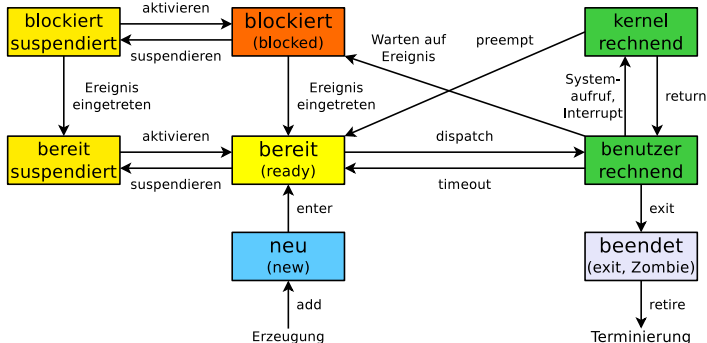 blockiert
suspendiert
aktivieren
suspendieren
blockiert
(blocked)
Warten auf
Ereignis
preempt
kernel
rechnend
Ereignis
eingetreten
Ereignis
eingetreten
System-
aufruf,
Interrupt
return
bereit
suspendiert
aktivieren
suspendieren
bereit
(ready)
dispatch
timeout
benutzer
rechnend
enter
exit
neu
(new)
beendet
(exit, Zombie)
add
retire
Erzeugung
Terminierung